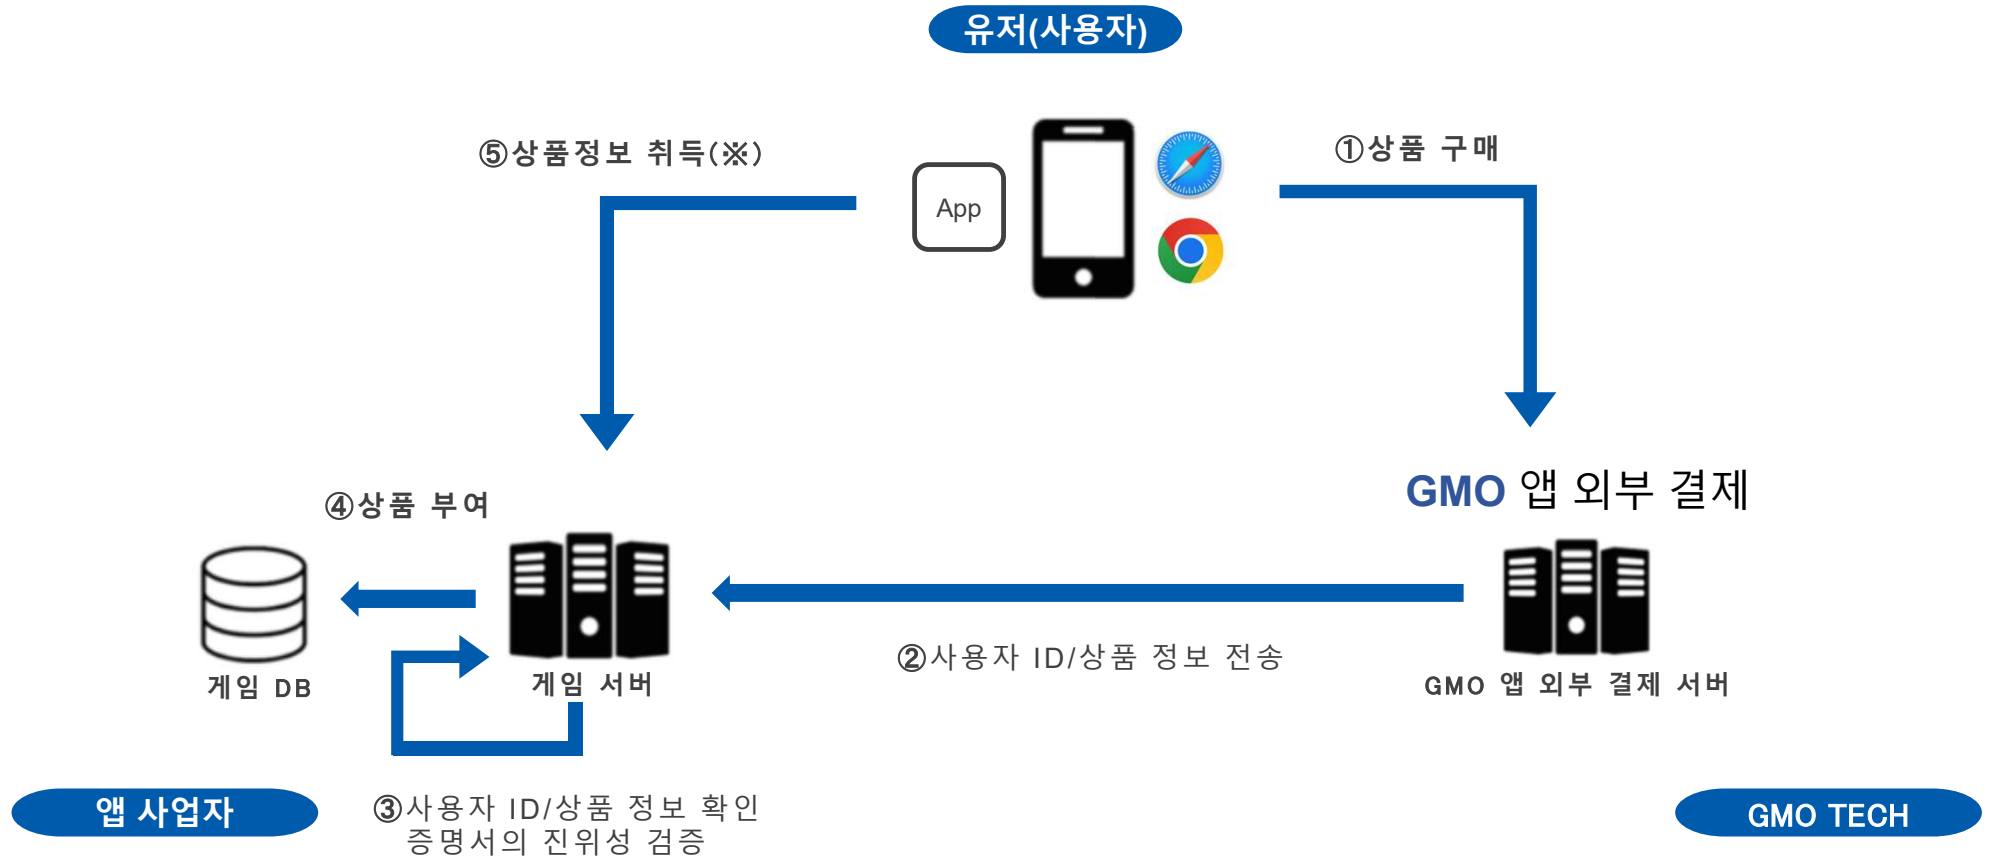 유저(사용자)
⑤상품정보 취득(※)
①상품 구매
App
GMO 앱 외부 결제
④상품 부여
②사용자 ID/상품 정보 전송
게임 DB
게임 서버
GMO 앱 외부 결제 서버
앱 사업자
③사용자 ID/상품 정보 확인
증명서의 진위성 검증
GMO TECH